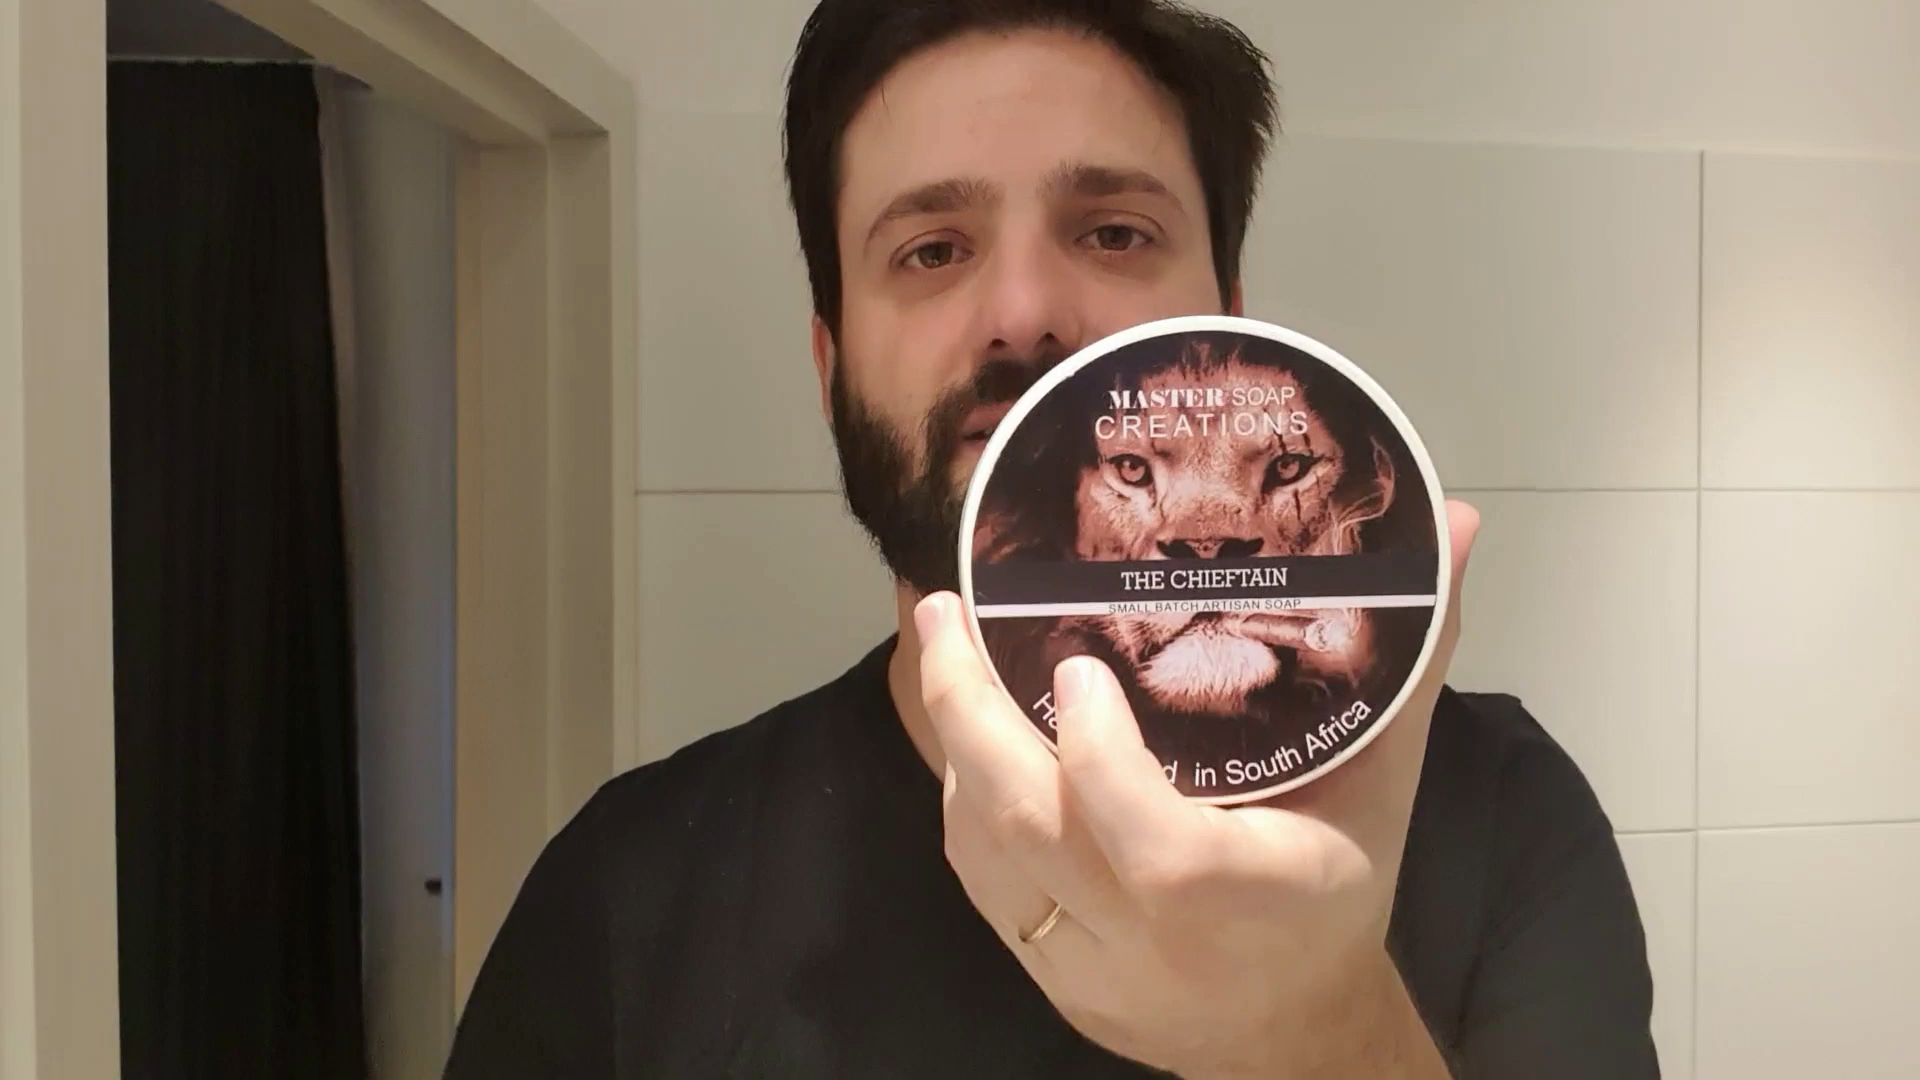 MASTER SOAP
CREATIONS
THE CHIEFTAIN
SMALL BATCH ARTISAN SOAP
in South Africa